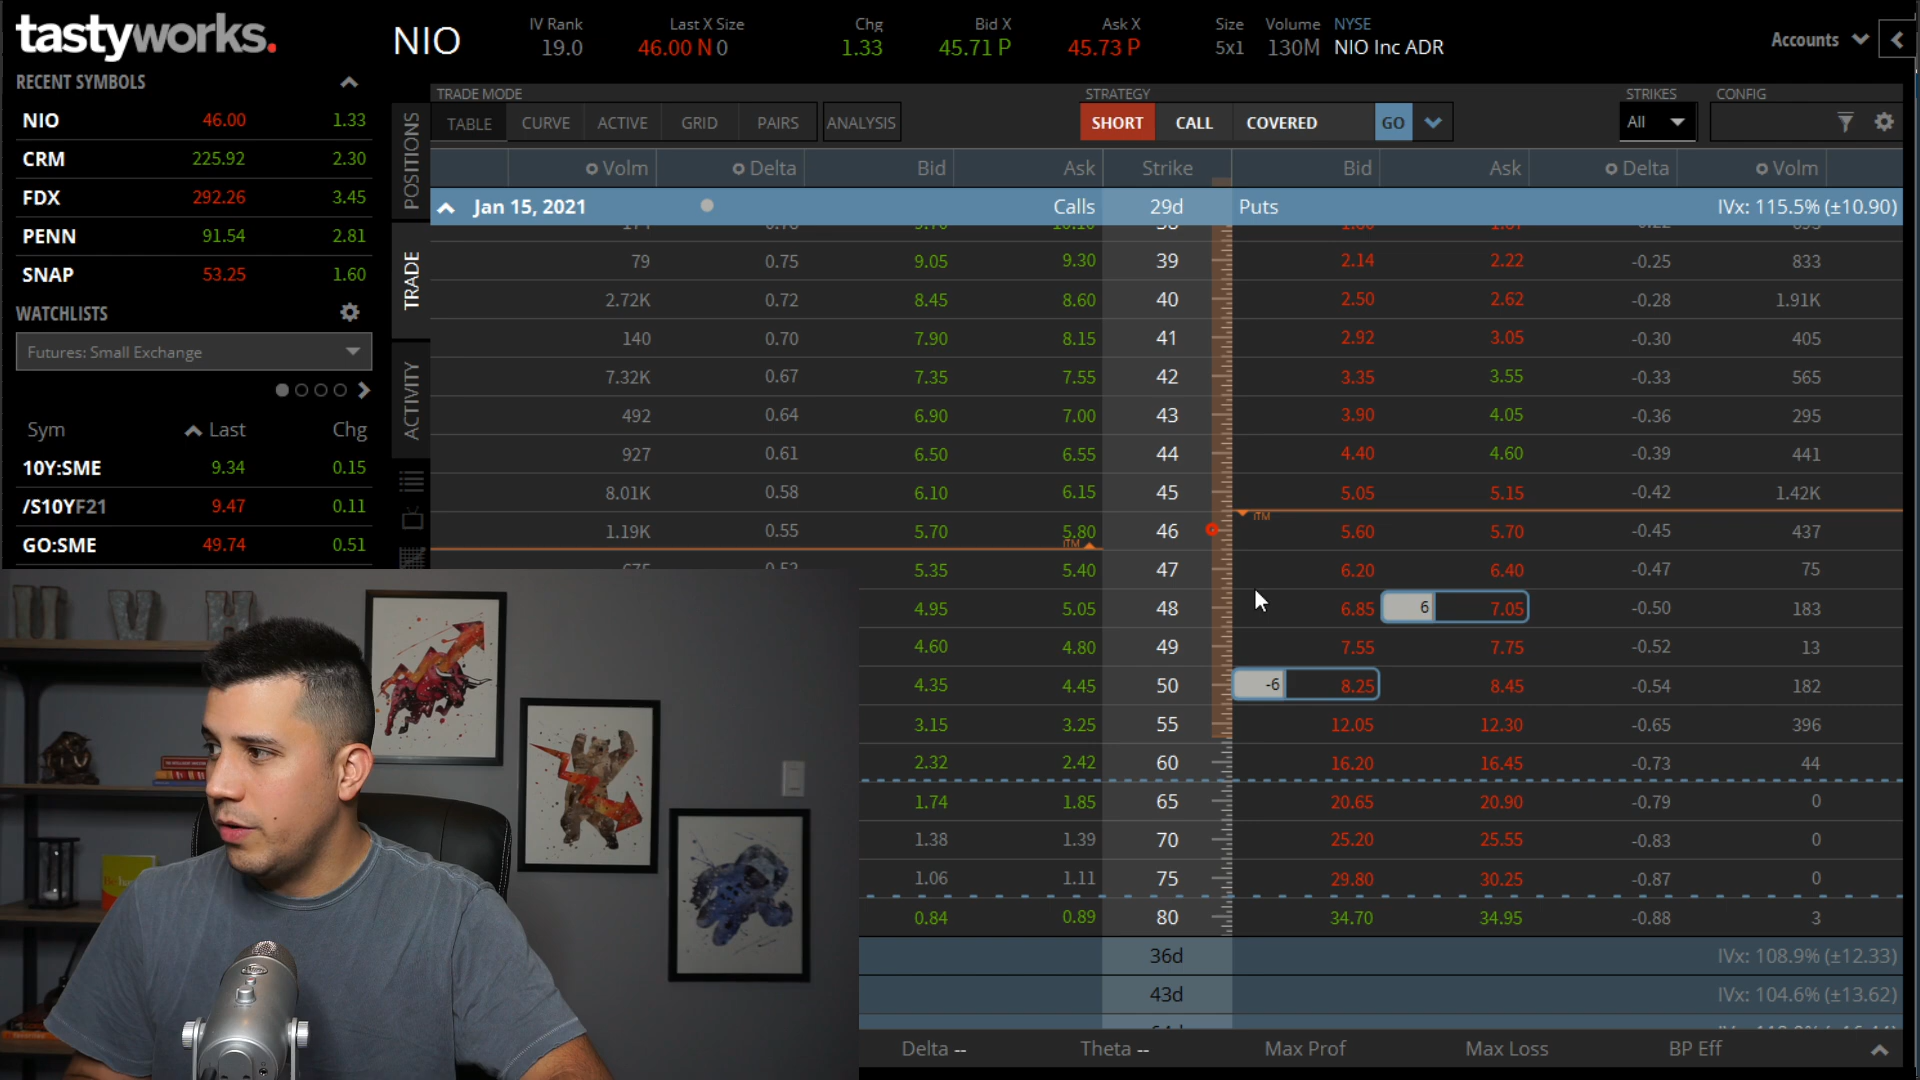 tastyworks.
NIO
IV Rank
19.0
Last X Size
46.00 N 0
Chg
1.33
Bid X
45.71 P
Ask X
45.73 P
Size
5x1
Volume
130M
NYSE
NIO Inc ADR
Accounts
RECENT SYMBOLS
NIO 46.00 1.33
CRM 225.92 2.30
FDX 292.26 3.45
PENN 91.54 2.81
SNAP 53.25 1.60
WATCHLISTS
Futures: Small Exchange
Sym Last Chg
10Y:SME 9.34 0.15
/S10YF21 9.47 0.11
GO:SME 49.74 0.51
POSITIONS
TRADE
ACTIVITY
TRADE MODE
TABLE CURVE ACTIVE GRID PAIRS ANALYSIS
STRATEGY
SHORT CALL COVERED GO
STRIKES
All
CONFIG
Volm Delta Bid Ask Strike Bid Ask Delta Volm
Jan 15, 2021 Calls 29d Puts IVx: 115.5% (±10.90)
79 0.75 9.05 9.30 39 2.14 2.22 -0.25 833
2.72K 0.72 8.45 8.60 40 2.50 2.62 -0.28 1.91K
140 0.70 7.90 8.15 41 2.92 3.05 -0.30 405
7.32K 0.67 7.35 7.55 42 3.35 3.55 -0.33 565
492 0.64 6.90 7.00 43 3.90 4.05 -0.36 295
927 0.61 6.50 6.55 44 4.40 4.60 -0.39 441
8.01K 0.58 6.10 6.15 45 5.05 5.15 -0.42 1.42K
ITM
1.19K 0.55 5.70 5.80 46 5.60 5.70 -0.45 437
ITM
5.35 5.40 47 6.20 6.40 -0.47 75
4.95 5.05 48 6.85 6 7.05 -0.50 183
4.60 4.80 49 7.55 7.75 -0.52 13
4.35 4.45 50 -6 8.25 8.45 -0.54 182
3.15 3.25 55 12.05 12.30 -0.65 396
2.32 2.42 60 16.20 16.45 -0.73 44
1.74 1.85 65 20.65 20.90 -0.79 0
1.38 1.39 70 25.20 25.55 -0.83 0
1.06 1.11 75 29.80 30.25 -0.87 0
0.84 0.89 80 34.70 34.95 -0.88 3
36d IVx: 108.9% (±12.33)
43d IVx: 104.6% (±13.62)
Delta -- Theta -- Max Prof Max Loss BP Eff